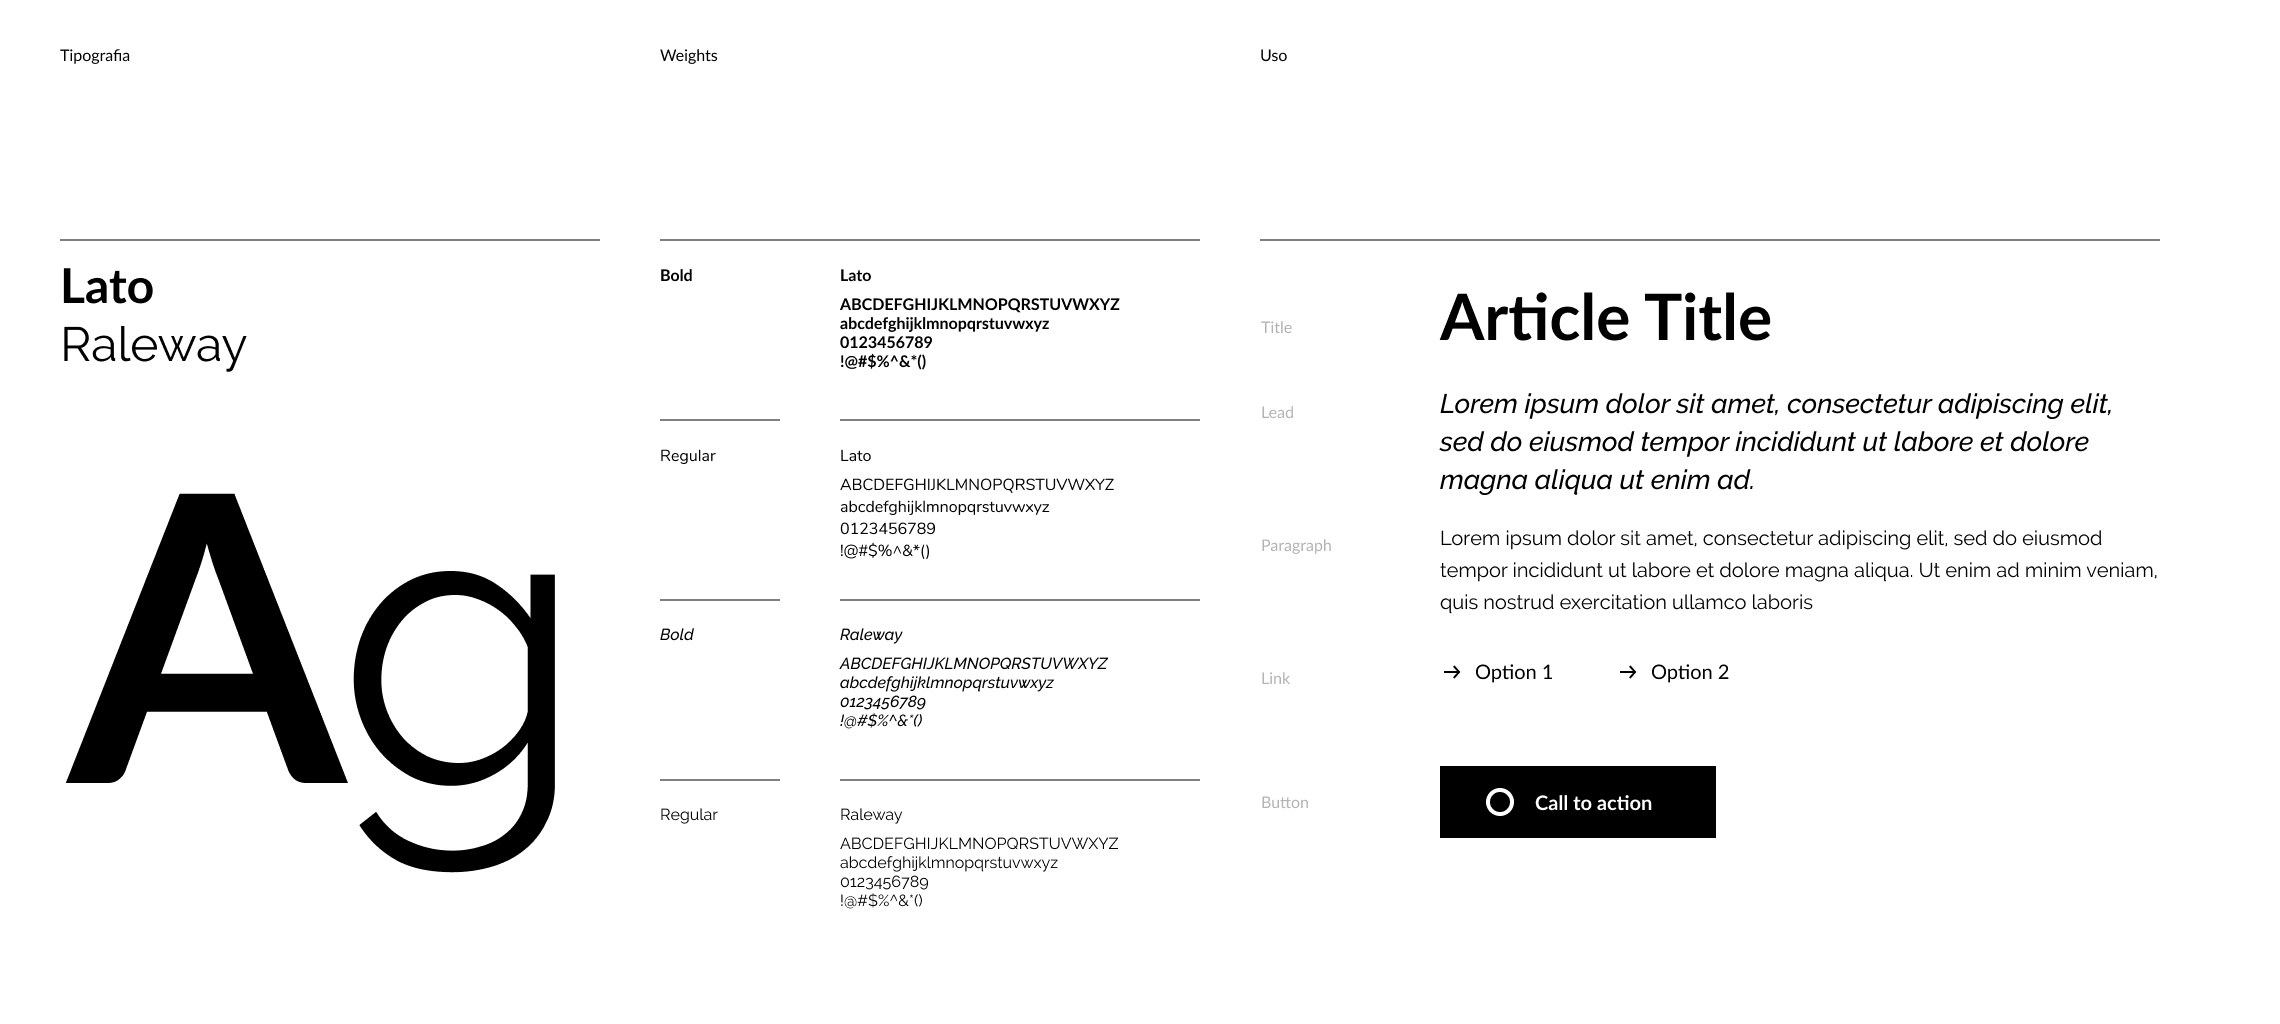 Tipografia
Weights
Uso
Lato
Raleway
Ag
Bold
Lato
ABCDEFGHIJKLMNOPQRSTUVWXYZ
abcdefghijklmnopqrstuvwxyz
0123456789
!@#$%^&*()
Regular
Lato
ABCDEFGHIJKLMNOPQRSTUVWXYZ
abcdefghijklmnopqrstuvwxyz
0123456789
!@#$%^&*()
Bold
Raleway
ABCDEFGHIJKLMNOPQRSTUVWXYZ
abcdefghijklmnopqrstuvwxyz
0123456789
!@#$%^&*()
Regular
Raleway
ABCDEFGHIJKLMNOPQRSTUVWXYZ
abcdefghijklmnopqrstuvwxyz
0123456789
!@#$%^&*()
Title
Article Title
Lead
Lorem ipsum dolor sit amet, consectetur adipiscing elit,
sed do eiusmod tempor incididunt ut labore et dolore
magna aliqua ut enim ad.
Paragraph
Lorem ipsum dolor sit amet, consectetur adipiscing elit, sed do eiusmod
tempor incididunt ut labore et dolore magna aliqua. Ut enim ad minim veniam,
quis nostrud exercitation ullamco laboris
Link
→ Option 1 → Option 2
Button
Call to action